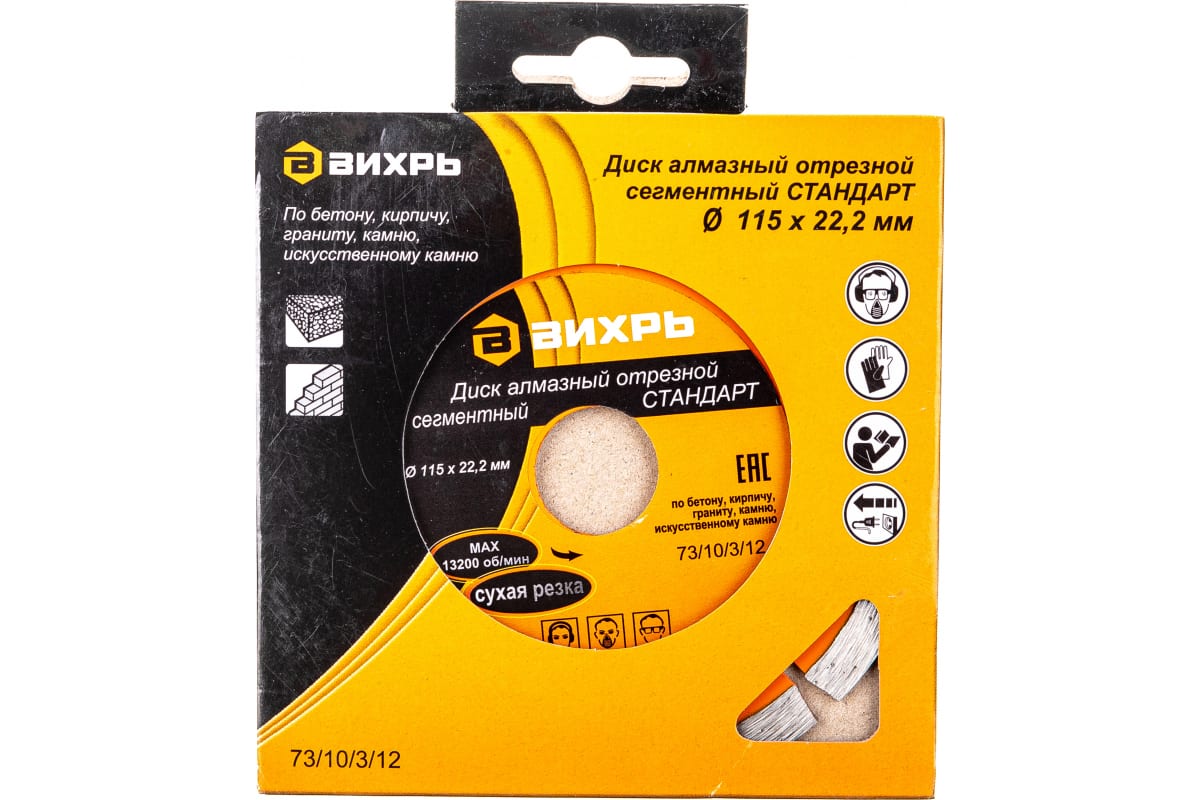 ВИХРЬ
По бетону, кирпичу,
граниту, камню,
искусственному камню
Диск алмазный отрезной
сегментный СТАНДАРТ
Ø 115 x 22,2 мм
ВИХРЬ
Диск алмазный отрезной
сегментный СТАНДАРТ
Ø 115 x 22,2 мм
EAC
по бетону, кирпичу,
граниту, камню,
искусственному камню
73/10/3/12
MAX
13200 об/мин
сухая резка
73/10/3/12